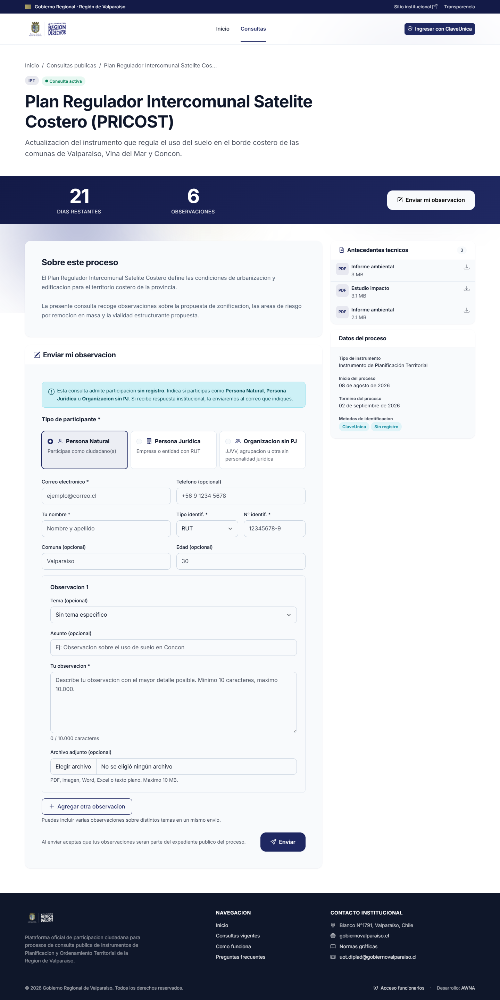 Gobierno Regional · Región de Valparaíso
Sitio institucional
Transparencia
#VALPARAÍSO
REGIÓN
DERECHOS
Inicio
Consultas
Ingresar con ClaveUnica
Inicio / Consultas publicas / Plan Regulador Intercomunal Satelite Cos...
IPT
Consulta activa
Plan Regulador Intercomunal Satelite
Costero (PRICOST)
Actualizacion del instrumento que regula el uso del suelo en el borde costero de las
comunas de Valparaiso, Vina del Mar y Concon.
21
DIAS RESTANTES
6
OBSERVACIONES
Enviar mi observacion
Sobre este proceso
El Plan Regulador Intercomunal Satelite Costero define las condiciones de urbanizacion y
edificacion para el territorio costero de la provincia.
La presente consulta recoge observaciones sobre la propuesta de zonificacion, las areas de riesgo
por remocion en masa y la vialidad estructurante propuesta.
Antecedentes tecnicos
3
PDF
Informe ambiental
3 MB
PDF
Estudio impacto
3.1 MB
PDF
Informe ambiental
2.1 MB
Datos del proceso
Tipo de instrumento
Instrumento de Planificación Territorial
Inicio del proceso
08 de agosto de 2026
Termino del proceso
02 de septiembre de 2026
Metodos de identificacion
ClaveUnica
Sin registro
Enviar mi observacion
Esta consulta admite participacion sin registro. Indica si participas como Persona Natural, Persona
Juridica u Organizacion sin PJ. Si recibe respuesta institucional, la enviaremos al correo que indiques.
Tipo de participante *
Persona Natural
Participas como ciudadano(a)
Persona Juridica
Empresa o entidad con RUT
Organizacion sin PJ
JJVV, agrupacion u otra sin
personalidad juridica
Correo electronico *
ejemplo@correo.cl
Telefono (opcional)
+56 9 1234 5678
Tu nombre *
Nombre y apellido
Tipo identif. *
RUT
N° identif. *
12345678-9
Comuna (opcional)
Valparaiso
Edad (opcional)
30
Observacion 1
Tema (opcional)
Sin tema especifico
Asunto (opcional)
Ej: Observacion sobre el uso de suelo en Concon
Tu observacion *
Describe tu observacion con el mayor detalle posible. Minimo 10 caracteres, maximo
10.000.
0 / 10.000 caracteres
Archivo adjunto (opcional)
Elegir archivo
No se eligió ningún archivo
PDF, imagen, Word, Excel o texto plano. Maximo 10 MB.
Agregar otra observacion
Puedes incluir varias observaciones sobre distintos temas en un mismo envio.
Al enviar aceptas que tus observaciones seran parte del expediente publico del proceso.
Enviar
REGIÓN
DERECHOS
Plataforma oficial de participacion ciudadana para
procesos de consulta publica de Instrumentos de
Planificacion y Ordenamiento Territorial de la
Region de Valparaiso.
NAVEGACION
Inicio
Consultas vigentes
Como funciona
Preguntas frecuentes
CONTACTO INSTITUCIONAL
Blanco N°1791, Valparaíso, Chile
gobiernovalparaiso.cl
Normas gráficas
uot.diplad@gobiernovalparaiso.cl
© 2026 Gobierno Regional de Valparaiso. Todos los derechos reservados.
Acceso funcionarios
·
Desarrollo: AWNA